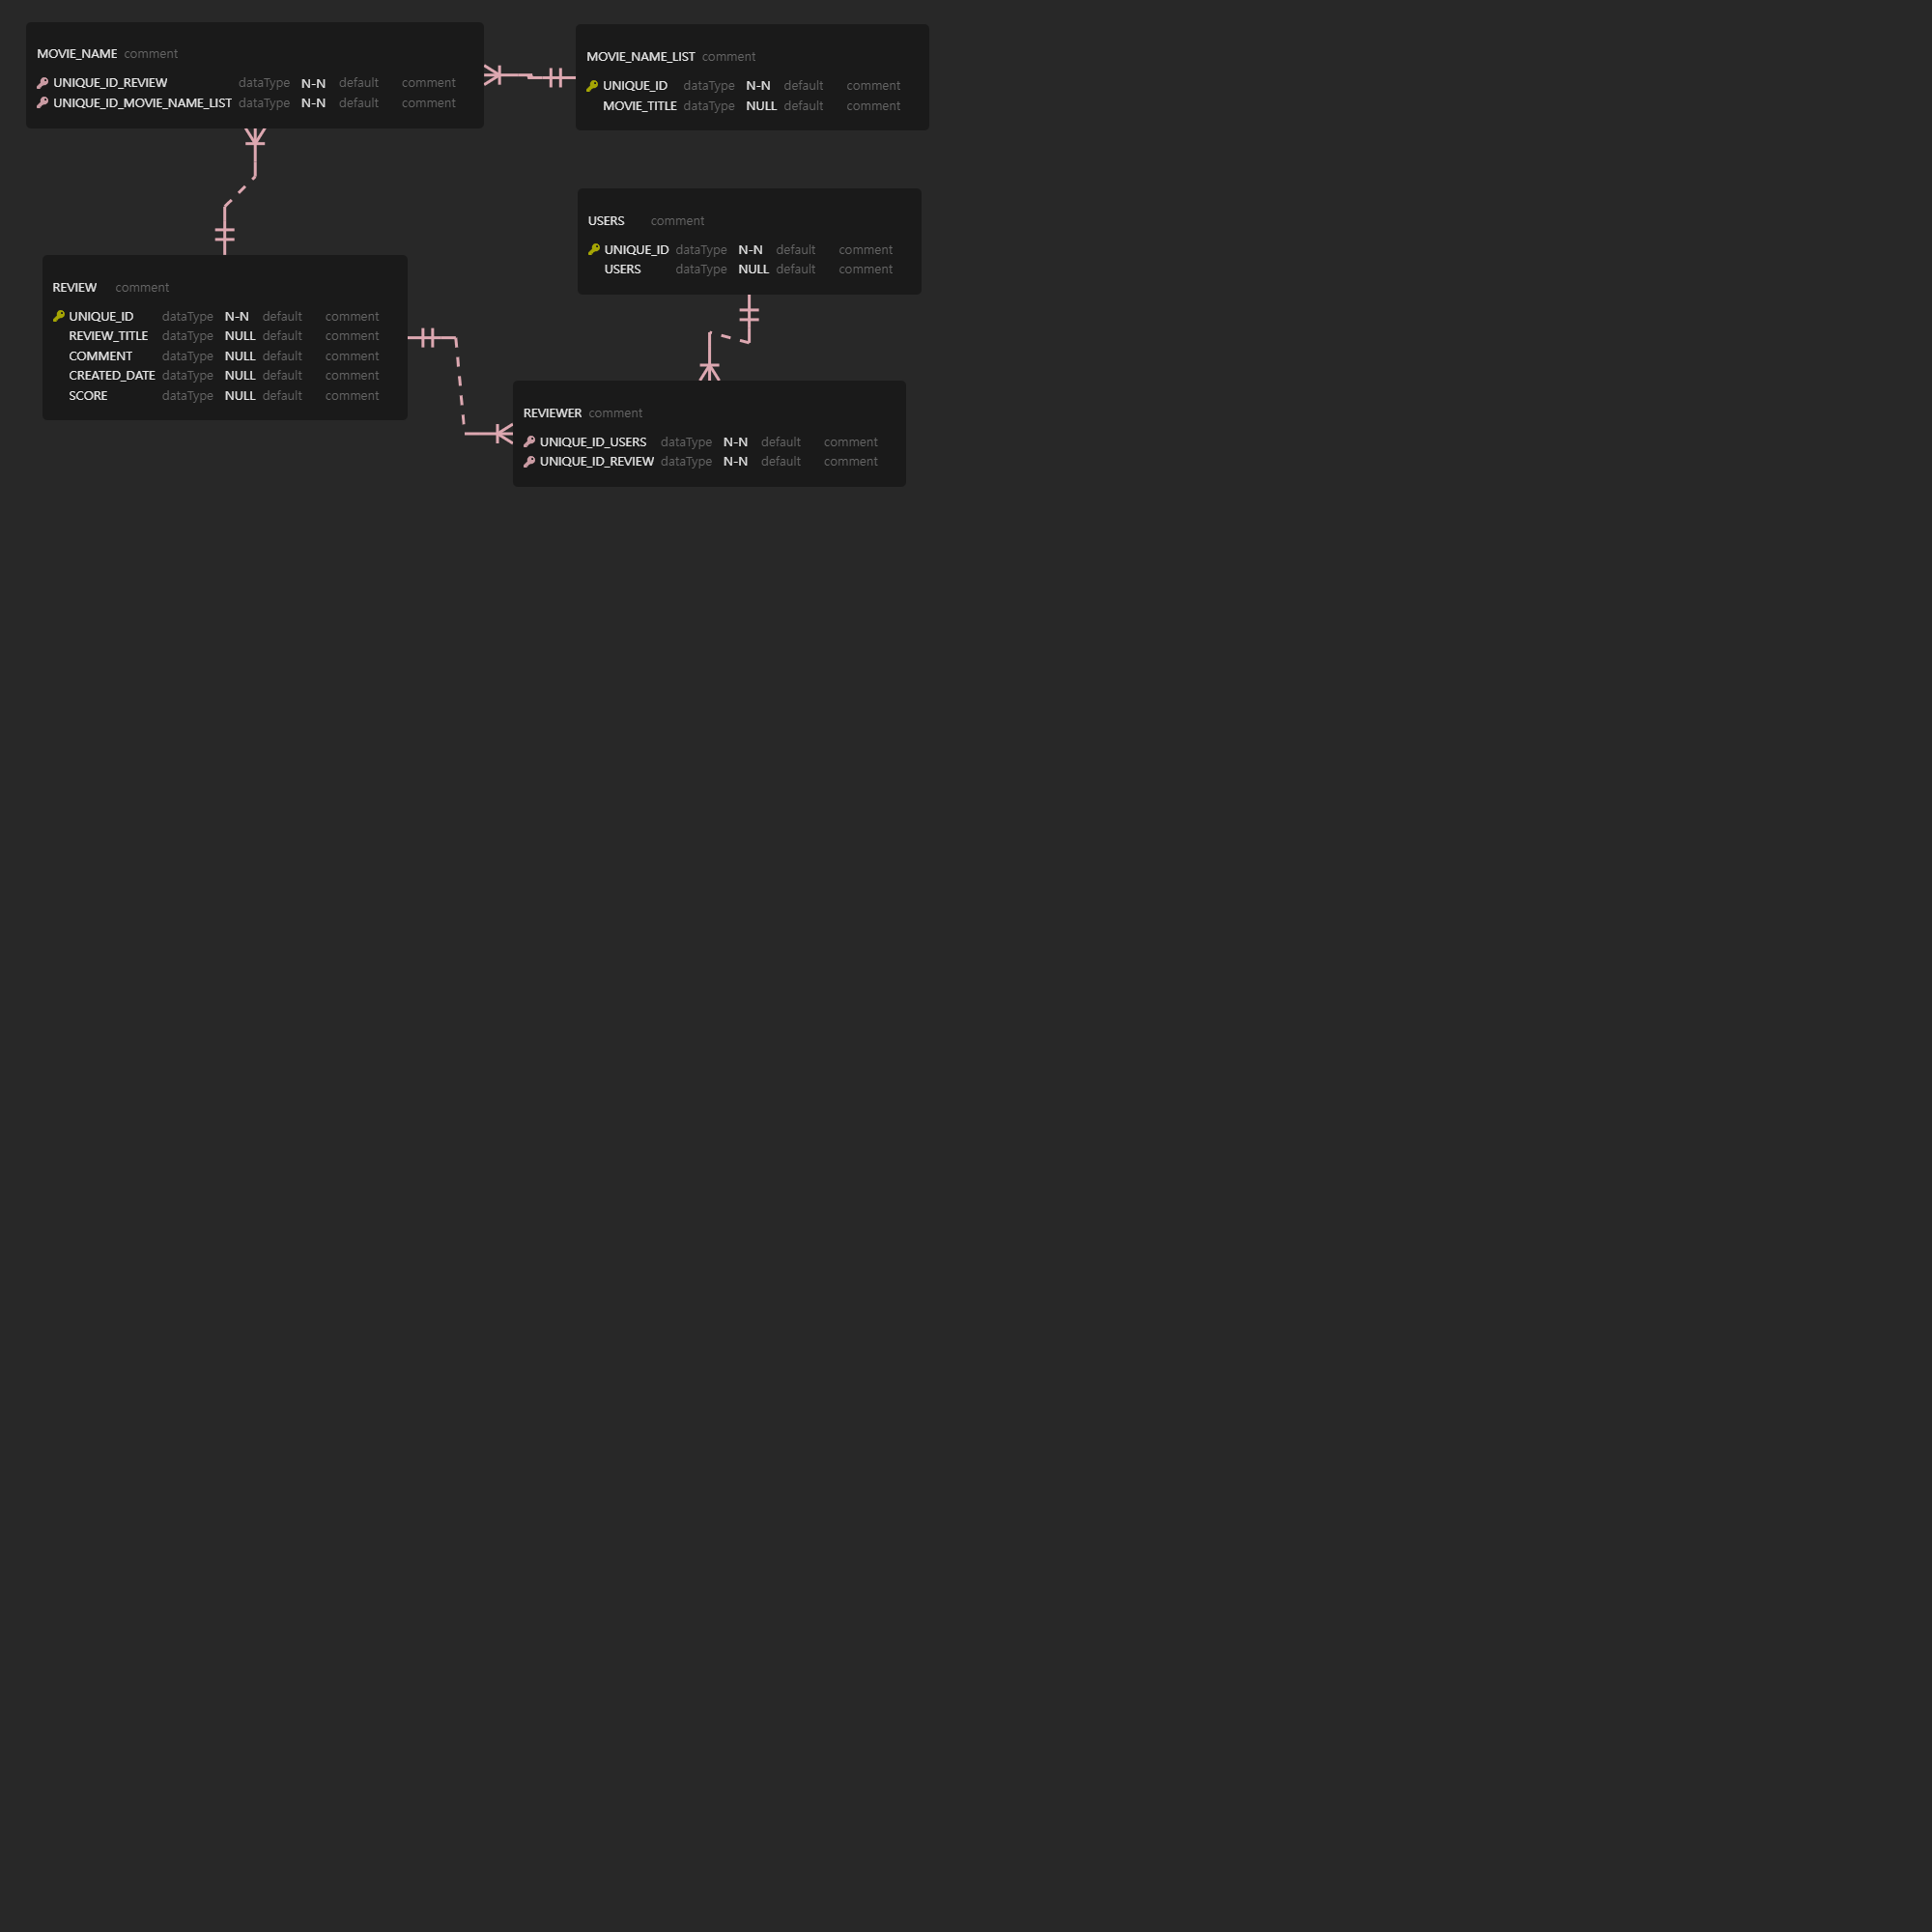 MOVIE_NAME comment
UNIQUE_ID_REVIEW dataType N-N default comment
UNIQUE_ID_MOVIE_NAME_LIST dataType N-N default comment
MOVIE_NAME_LIST comment
UNIQUE_ID dataType N-N default comment
MOVIE_TITLE dataType NULL default comment
USERS comment
UNIQUE_ID dataType N-N default comment
USERS dataType NULL default comment
REVIEW comment
UNIQUE_ID dataType N-N default comment
REVIEW_TITLE dataType NULL default comment
COMMENT dataType NULL default comment
CREATED_DATE dataType NULL default comment
SCORE dataType NULL default comment
REVIEWER comment
UNIQUE_ID_USERS dataType N-N default comment
UNIQUE_ID_REVIEW dataType N-N default comment